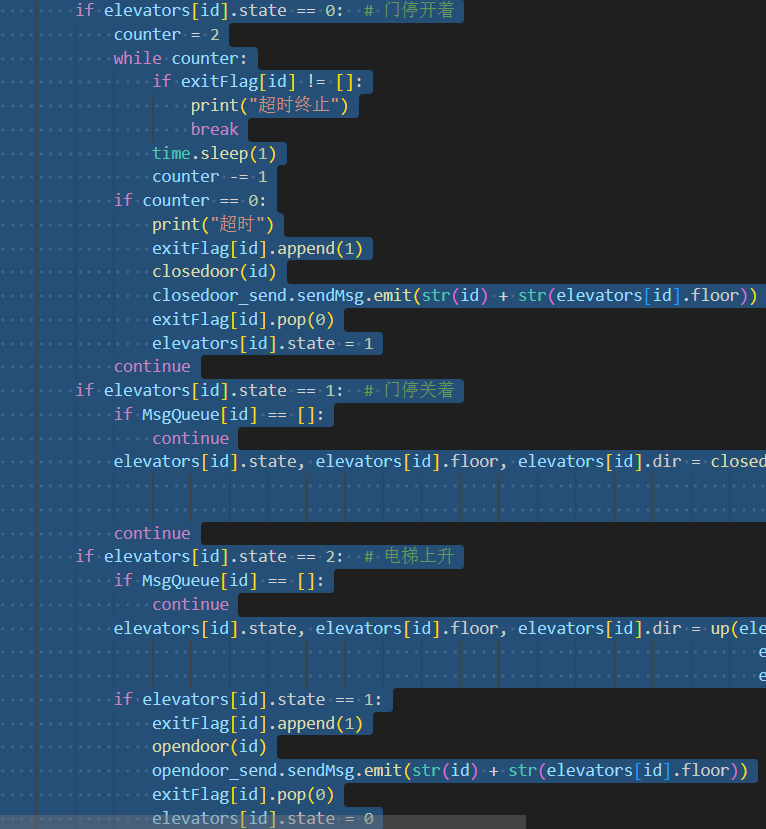 if elevators[id].state == 0:  # 门停开着
counter = 2
while counter:
if exitFlag[id] != []:
print("超时终止")
break
time.sleep(1)
counter -= 1
if counter == 0:
print("超时")
exitFlag[id].append(1)
closedoor(id)
closedoor_send.sendMsg.emit(str(id) + str(elevators[id].floor))
exitFlag[id].pop(0)
elevators[id].state = 1
continue
if elevators[id].state == 1:  # 门停关着
if MsgQueue[id] == []:
continue
elevators[id].state, elevators[id].floor, elevators[id].dir = closed
continue
if elevators[id].state == 2:  # 电梯上升
if MsgQueue[id] == []:
continue
elevators[id].state, elevators[id].floor, elevators[id].dir = up(ele
e
e
if elevators[id].state == 1:
exitFlag[id].append(1)
opendoor(id)
opendoor_send.sendMsg.emit(str(id) + str(elevators[id].floor))
exitFlag[id].pop(0)
elevators[id].state = 0